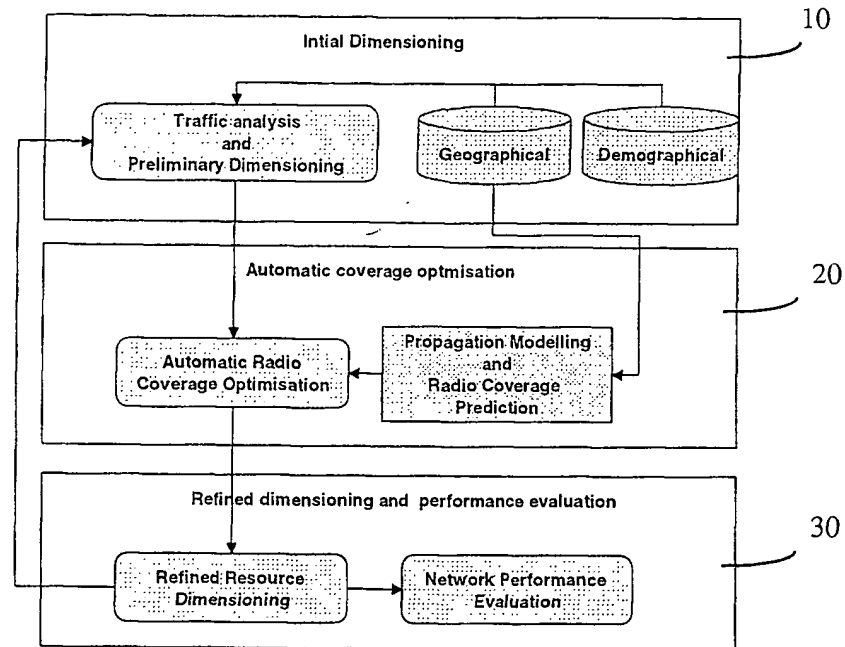 10
Intial Dimensioning
Traffic analysis
and
Preliminary Dimensioning
Geographical
Demographical
20
Automatic coverage optmisation
Automatic Radio
Coverage Optimisation
Propagation Modelling
and
Radio Coverage
Prediction
30
Refined dimensioning and performance evaluation
Refined Resource
Dimensioning
Network Performance
Evaluation